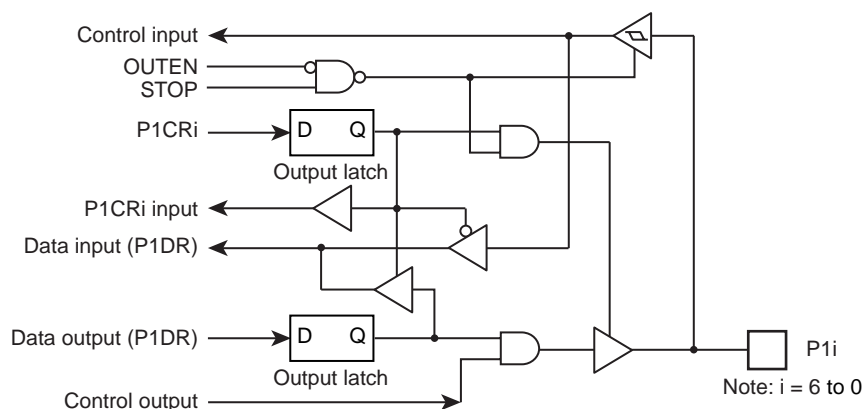 Control input
OUTEN
STOP
P1CRi
D Q
Output latch
P1CRi input
Data input (P1DR)
Data output (P1DR)
D Q
Output latch
P1i
Note: i = 6 to 0
Control output